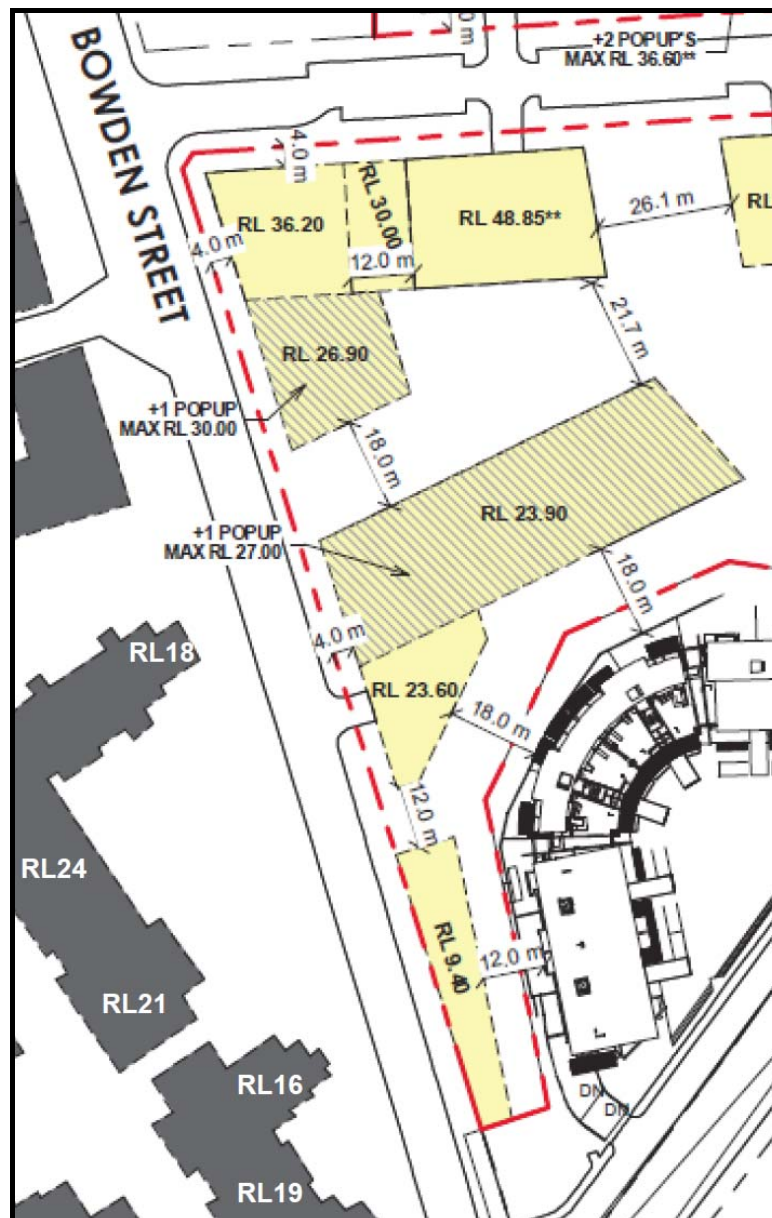 +2 POPUP'S
MAX RL 36.60**
BOWDEN STREET
4.0 m
RL 36.20
RL 30.00
RL 48.85**
26.1 m
RL
4.0 m
12.0 m
21.7 m
RL 26.90
+1 POPUP
MAX RL 30.00
18.0 m
RL 23.90
+1 POPUP
MAX RL 27.00
18.0 m
4.0 m
RL18
RL 23.60
18.0 m
12.0 m
RL24
RL 9.40
12.0 m
RL21
RL16
DN
DN
RL19